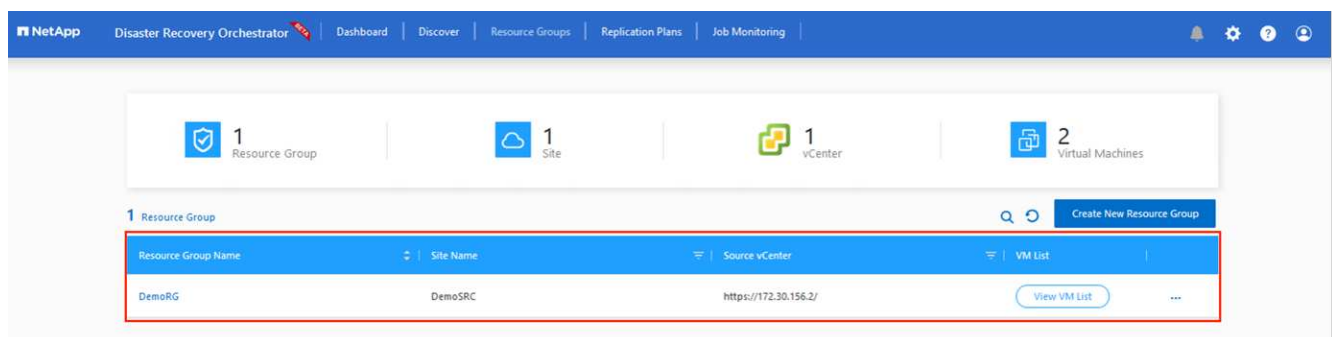 NetApp Disaster Recovery Orchestrator Dashboard Discover Resource Groups Replication Plans Job Monitoring
1 Resource Group
1 Site
1 vCenter
2 Virtual Machines
1 Resource Group Create New Resource Group
Resource Group Name Site Name Source vCenter VM List
DemoRG DemoSRC https://172.30.156.2/ View VM List ...